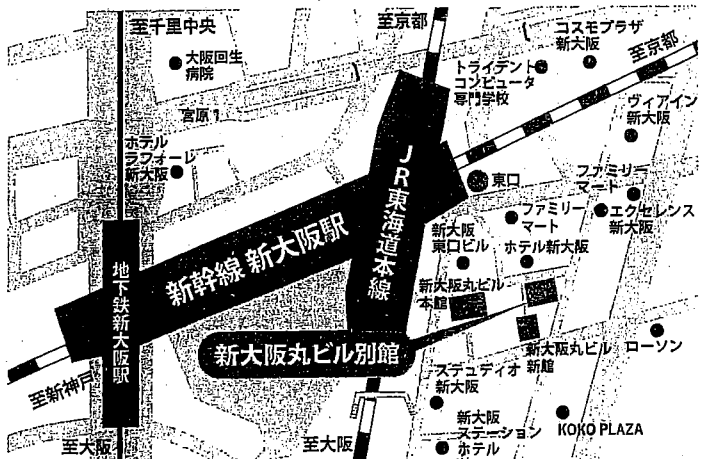 至千里中央
大阪回生
病院
宮原1
ホテル
ラフォーレ
新大阪
至京都
トライデント
コンピュータ
専門学校
コスモプラザ
新大阪
至京都
ヴィアイン
新大阪
東口
ファミリー
マート
エクセレンス
新大阪
ファミリー
マート
新大阪
東口ビル
ホテル新大阪
JR東海道本線
新幹線 新大阪駅
地下鉄新大阪駅
新大阪丸ビル
本館
新大阪丸ビル別館
新大阪丸ビル
新館
ローソン
至新神戸
ステュディオ
新大阪
新大阪
ステーション
ホテル
KOKO PLAZA
至大阪
至大阪